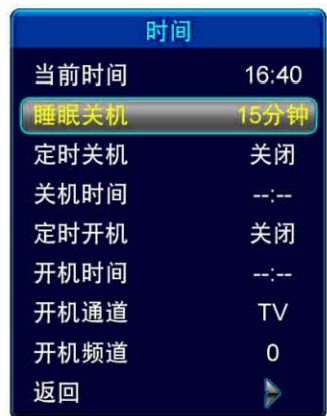 时间
当前时间 16:40
睡眠关机 15分钟
定时关机 关闭
关机时间 --:--
定时开机 关闭
开机时间 --:--
开机通道 TV
开机频道 0
返回